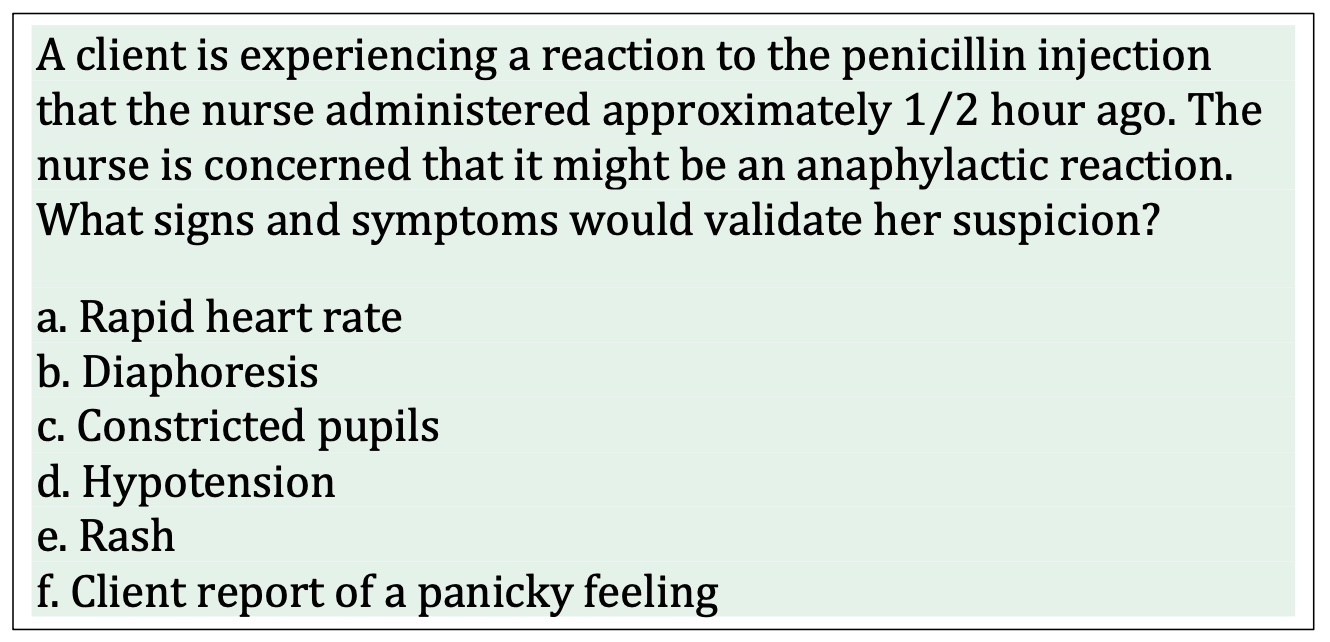 A client is experiencing a reaction to the penicillin injection
that the nurse administered approximately 1/2 hour ago. The
nurse is concerned that it might be an anaphylactic reaction.
What signs and symptoms would validate her suspicion?
a. Rapid heart rate
b. Diaphoresis
c. Constricted pupils
d. Hypotension
e. Rash
f. Client report of a panicky feeling